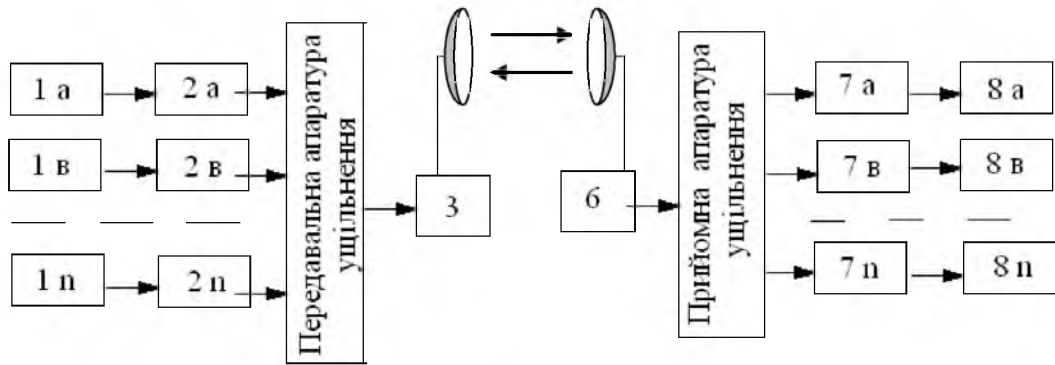 1 а
2 а
1 в
2 в
1 n
2 n
Передавальна апаратура
ущільнення
3
6
Прийомна апаратура
ущільнення
7 а
8 а
7 в
8 в
7 n
8 n